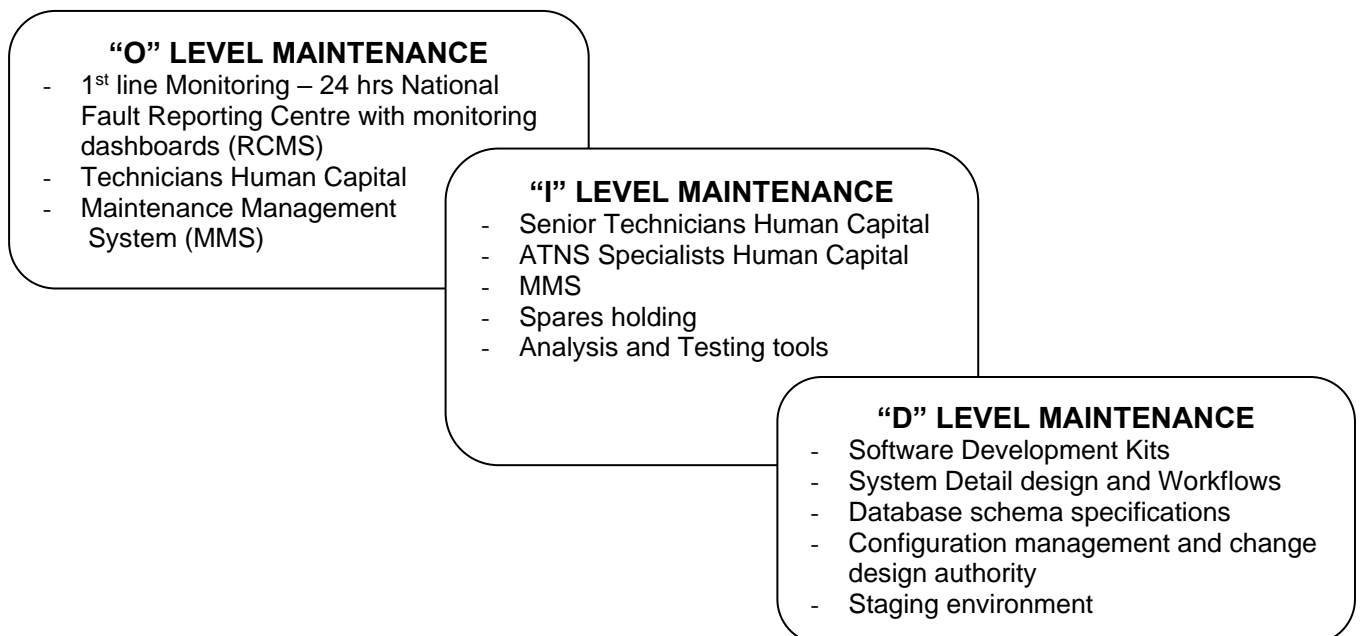 “O” LEVEL MAINTENANCE
- 1st line Monitoring – 24 hrs National
Fault Reporting Centre with monitoring
dashboards (RCMS)
- Technicians Human Capital
- Maintenance Management
System (MMS)
“I” LEVEL MAINTENANCE
- Senior Technicians Human Capital
- ATNS Specialists Human Capital
- MMS
- Spares holding
- Analysis and Testing tools
“D” LEVEL MAINTENANCE
- Software Development Kits
- System Detail design and Workflows
- Database schema specifications
- Configuration management and change
design authority
- Staging environment